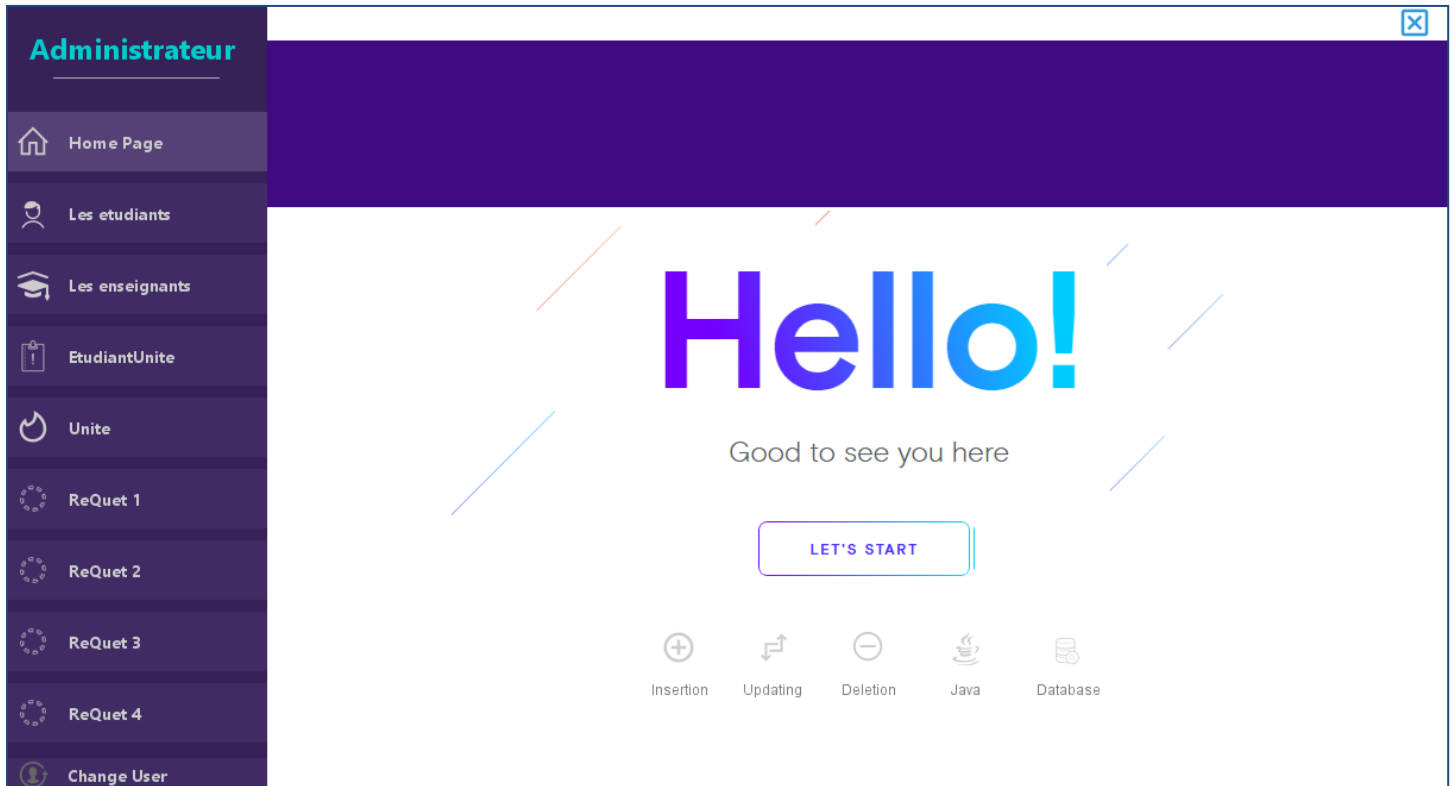 Administrateur
Home Page
Les etudiants
Les enseignants
EtudiantUnite
Unite
ReQuet 1
ReQuet 2
ReQuet 3
ReQuet 4
Change User
Hello!
Good to see you here
LET'S START
Insertion Updating Deletion Java Database